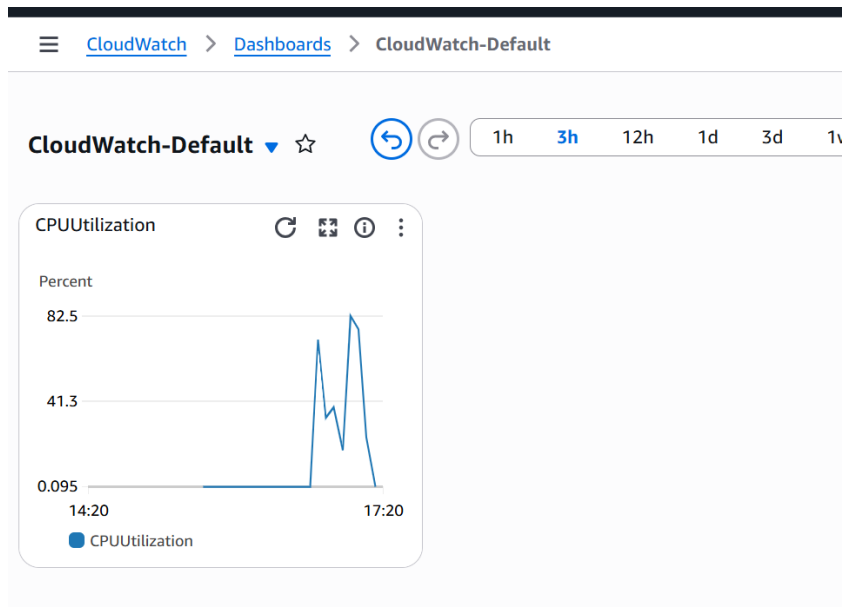 CloudWatch > Dashboards > CloudWatch-Default
CloudWatch-Default
1h 3h 12h 1d 3d
CPUUtilization
Percent
82.5
41.3
0.095
14:20 17:20
CPUUtilization